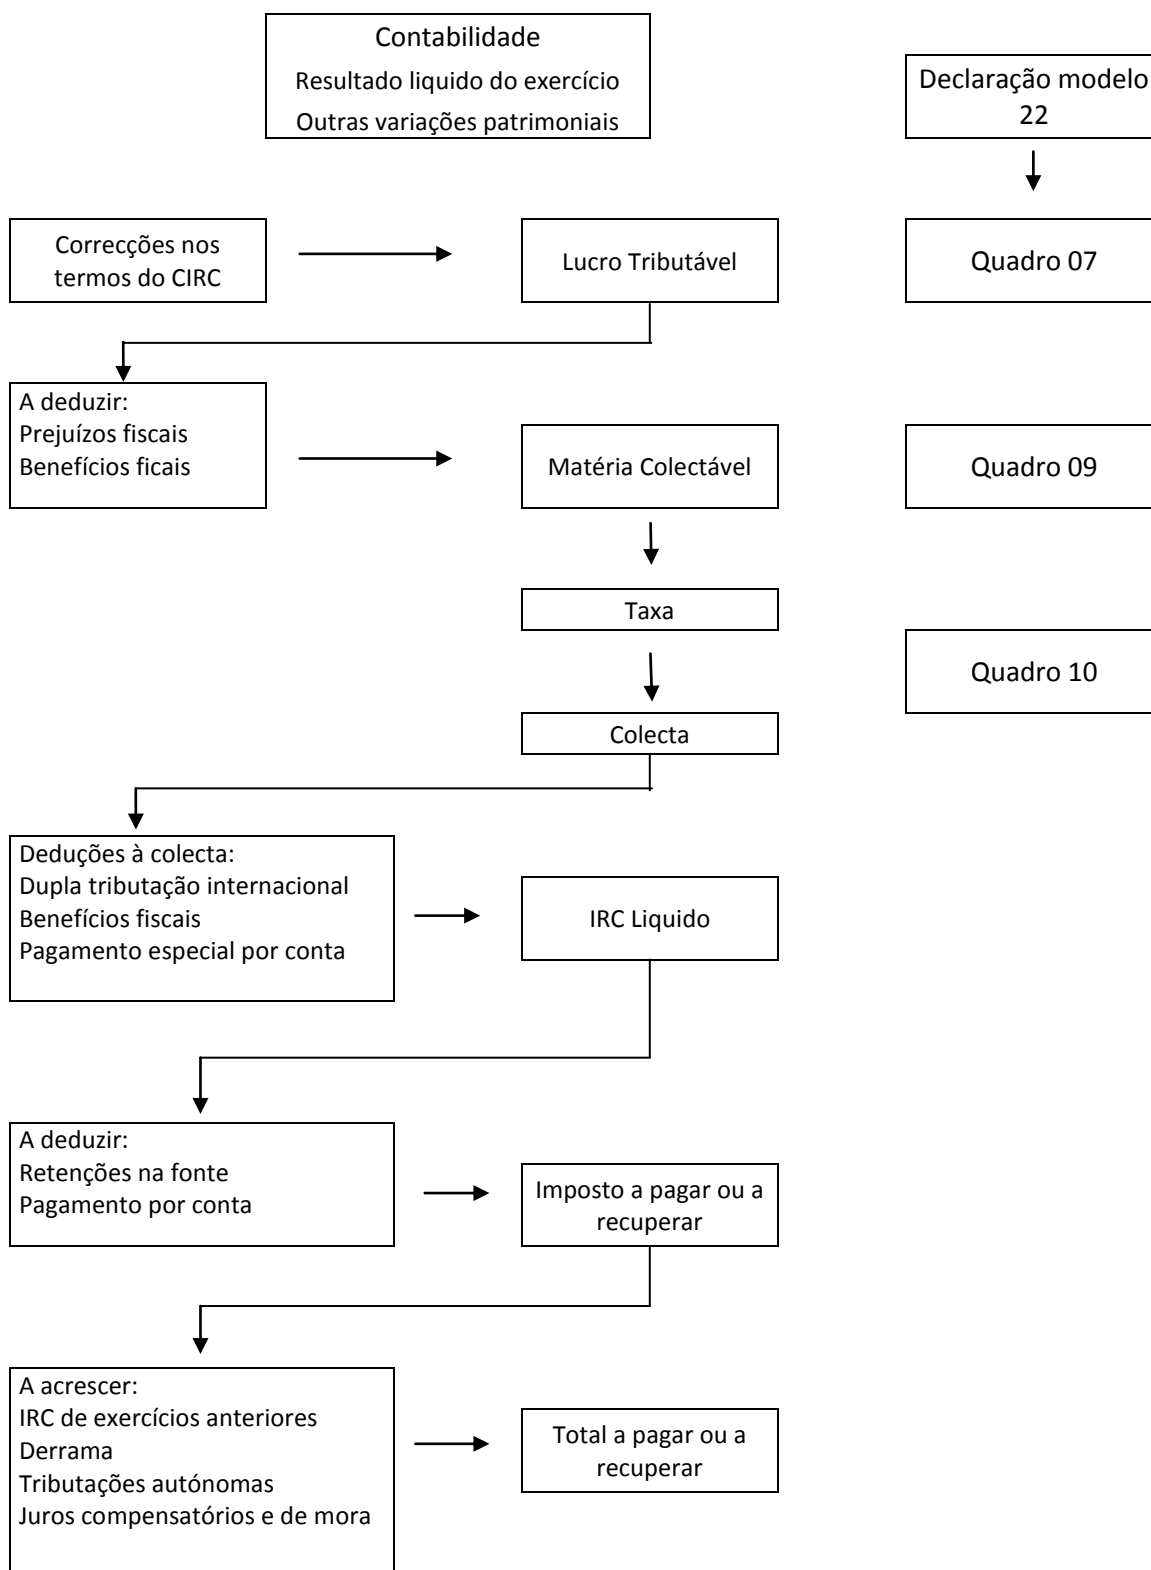 Contabilidade
Resultado liquido do exercício
Outras variações patrimoniais
Declaração modelo
22
Correcções nos
termos do CIRC
Lucro Tributável
Quadro 07
A deduzir:
Prejuízos fiscais
Benefícios ficais
Matéria Colectável
Quadro 09
Taxa
Quadro 10
Colecta
Deduções à colecta:
Dupla tributação internacional
Benefícios fiscais
Pagamento especial por conta
IRC Liquido
A deduzir:
Retenções na fonte
Pagamento por conta
Imposto a pagar ou a
recuperar
A acrescer:
IRC de exercícios anteriores
Derrama
Tributações autónomas
Juros compensatórios e de mora
Total a pagar ou a
recuperar